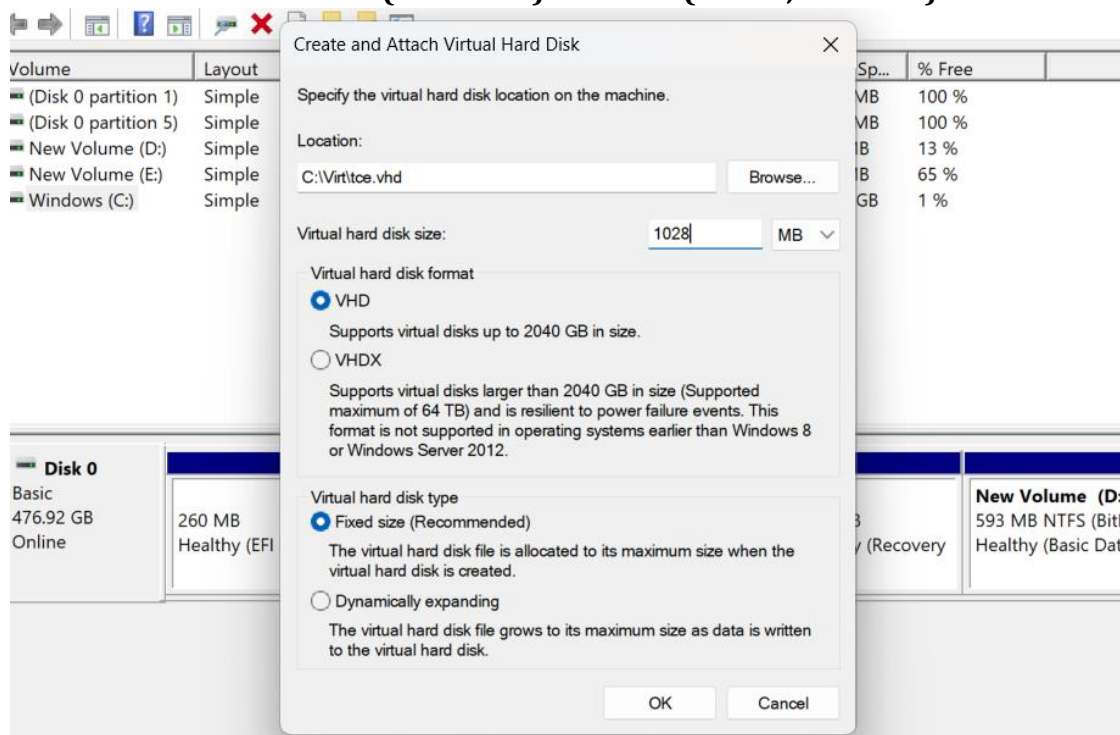 Volume Layout Sp... % Free
(Disk 0 partition 1) Simple MB 100 %
(Disk 0 partition 5) Simple MB 100 %
New Volume (D:) Simple 13 %
New Volume (E:) Simple 65 %
Windows (C:) Simple GB 1 %
Create and Attach Virtual Hard Disk
Specify the virtual hard disk location on the machine.
Location:
C:\Virt\tce.vhd Browse...
Virtual hard disk size: 1028 MB
Virtual hard disk format
VHD
Supports virtual disks up to 2040 GB in size.
VHDX
Supports virtual disks larger than 2040 GB in size (Supported
maximum of 64 TB) and is resilient to power failure events. This
format is not supported in operating systems earlier than Windows 8
or Windows Server 2012.
Virtual hard disk type
Fixed size (Recommended)
The virtual hard disk file is allocated to its maximum size when the
virtual hard disk is created.
Dynamically expanding
The virtual hard disk file grows to its maximum size as data is written
to the virtual hard disk.
OK Cancel
Disk 0
Basic
476.92 GB
Online
260 MB
Healthy (EFI
(Recovery
New Volume (D:
593 MB NTFS (Bit
Healthy (Basic Dat